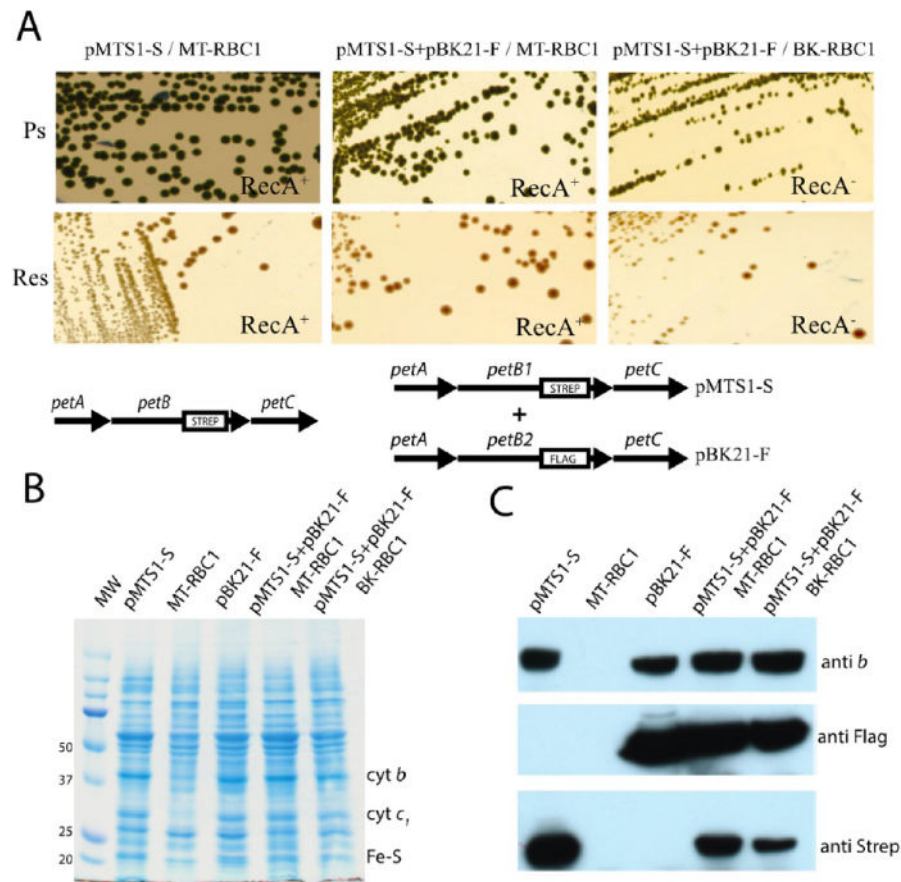 A
pMTS1-S / MT-RBC1
pMTS1-S+pBK21-F / MT-RBC1
pMTS1-S+pBK21-F / BK-RBC1
Ps
RecA+
RecA+
RecA-
Res
RecA+
RecA+
RecA-
petA petB STREP petC
petA petB1 STREP petC pMTS1-S
+
petA petB2 FLAG petC pBK21-F
B
MW
pMTS1-S
MT-RBC1
pBK21-F
pMTS1-S+pBK21-F
MT-RBC1
pMTS1-S+pBK21-F
BK-RBC1
50
37
25
20
cyt b
cyt c1
Fe-S
C
pMTS1-S
MT-RBC1
pBK21-F
pMTS1-S+pBK21-F
MT-RBC1
pMTS1-S+pBK21-F
BK-RBC1
anti b
anti Flag
anti Strep